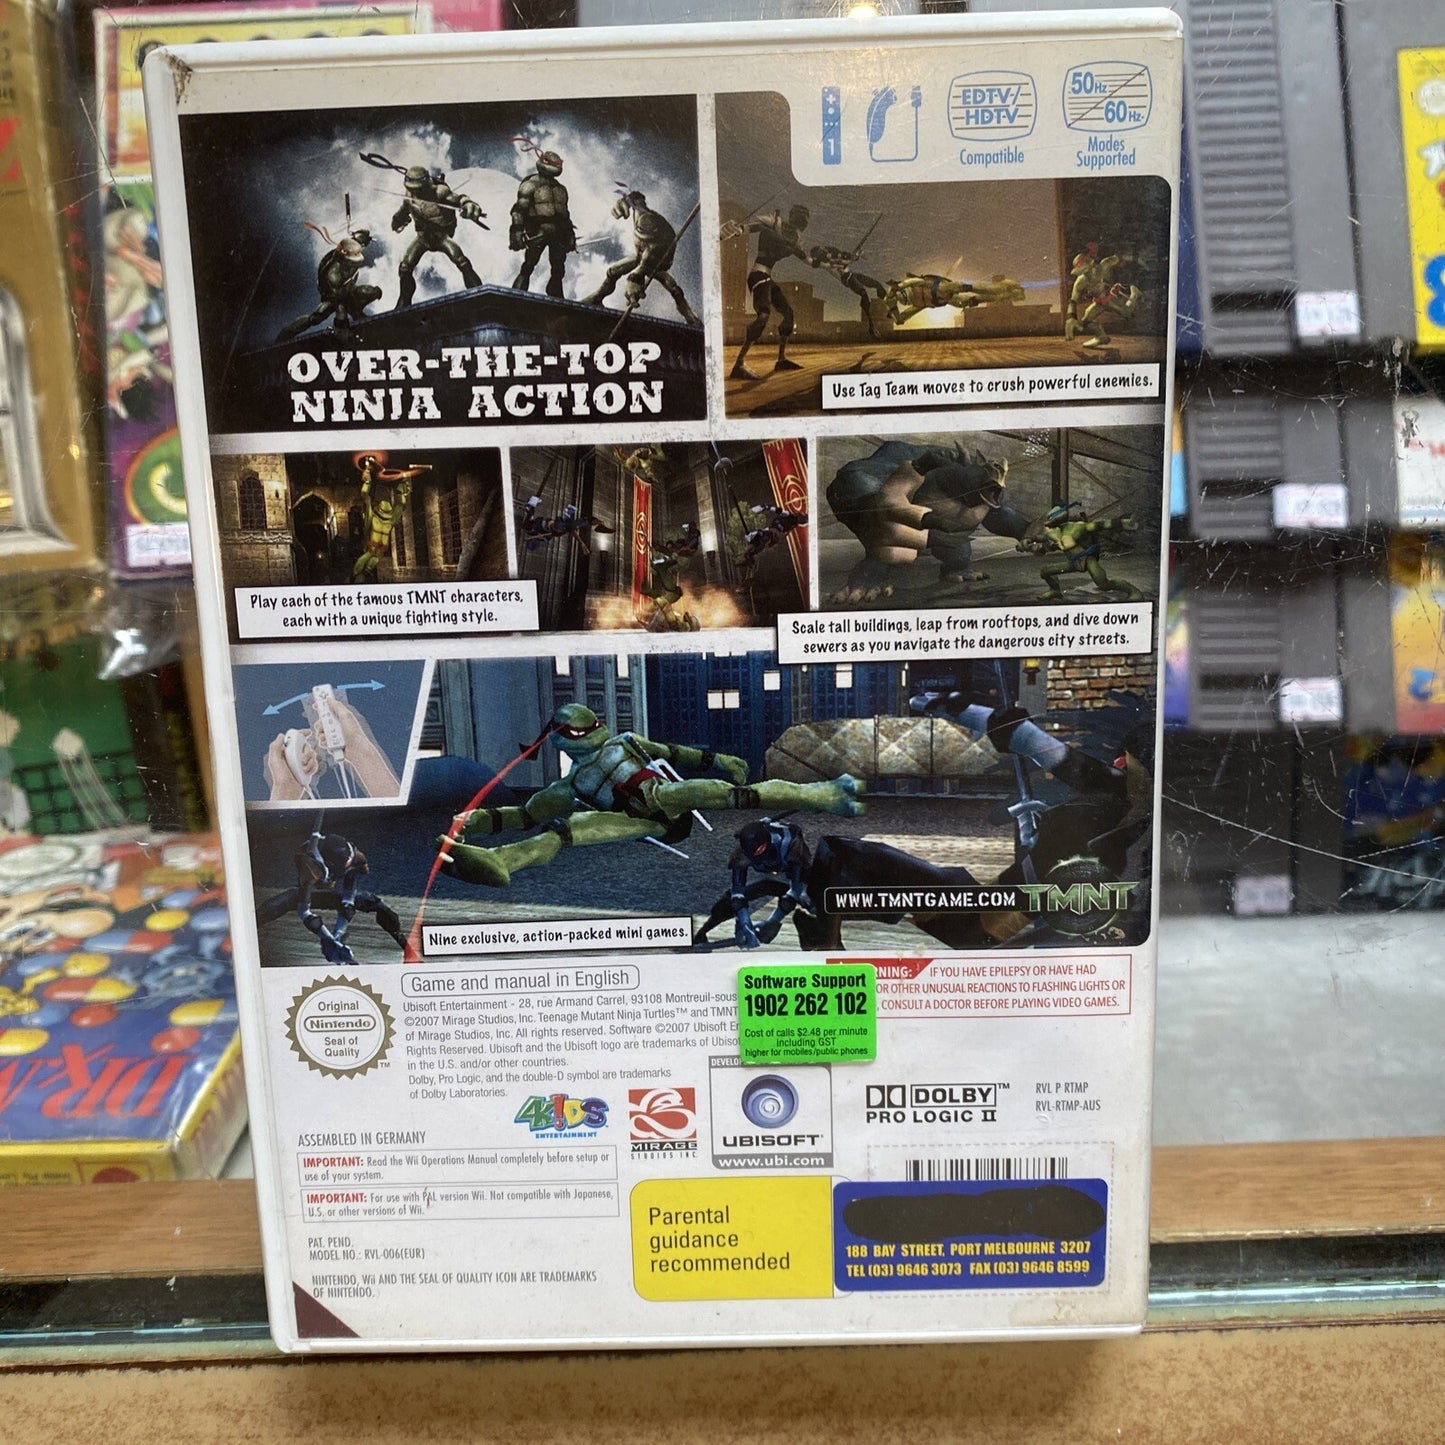 1
EDTV/
HDTV
Compatible
50Hz
60Hz
Modes
Supported
OVER-THE-TOP
NINJA ACTION
Use Tag Team moves to crush powerful enemies.
Play each of the famous TMNT characters,
each with a unique fighting style.
Scale tall buildings, leap from rooftops, and dive down
sewers as you navigate the dangerous city streets.
WWW.TMNTGAME.COM TMNT
Nine exclusive, action-packed mini games.
Original
Nintendo
Seal of
Quality
TM
Game and manual in English
Ubisoft Entertainment - 28, rue Armand Carrel, 93108 Montreuil-sous
©2007 Mirage Studios, Inc. Teenage Mutant Ninja Turtles™ and TMNT
of Mirage Studios, Inc. All rights reserved. Software ©2007 Ubisoft
Rights Reserved. Ubisoft and the Ubisoft logo are trademarks of
in the U.S. and/or other countries.
Dolby, Pro Logic, and the double-D symbol are trademarks
of Dolby Laboratories.
Software Support
1902 262 102
Cost of calls $2.48 per minute
including GST
higher for mobiles/public phones
RNING: IF YOU HAVE EPILEPSY OR HAVE HAD
OR OTHER UNUSUAL REACTIONS TO FLASHING LIGHTS OR
, CONSULT A DOCTOR BEFORE PLAYING VIDEO GAMES.
4KIDS
ENTERTAINMENT
MIRAGE
STUDIOS INC.
DEVELOP
UBISOFT
www.ubi.com
DOLBY™
PRO LOGIC II
RVL P RTMP
RVL-RTMP-AUS
ASSEMBLED IN GERMANY
IMPORTANT: Read the Wii Operations Manual completely before setup or
use of your system.
IMPORTANT: For use with PAL version Wii. Not compatible with Japanese,
U.S. or other versions of Wii.
PAT. PEND.
MODEL NO.: RVL-006(EUR)
NINTENDO, Wii AND THE SEAL OF QUALITY ICON ARE TRADEMARKS
OF NINTENDO.
Parental
guidance
recommended
188 BAY STREET, PORT MELBOURNE 3207
TEL (03) 9646 3073 FAX (03) 9646 8599